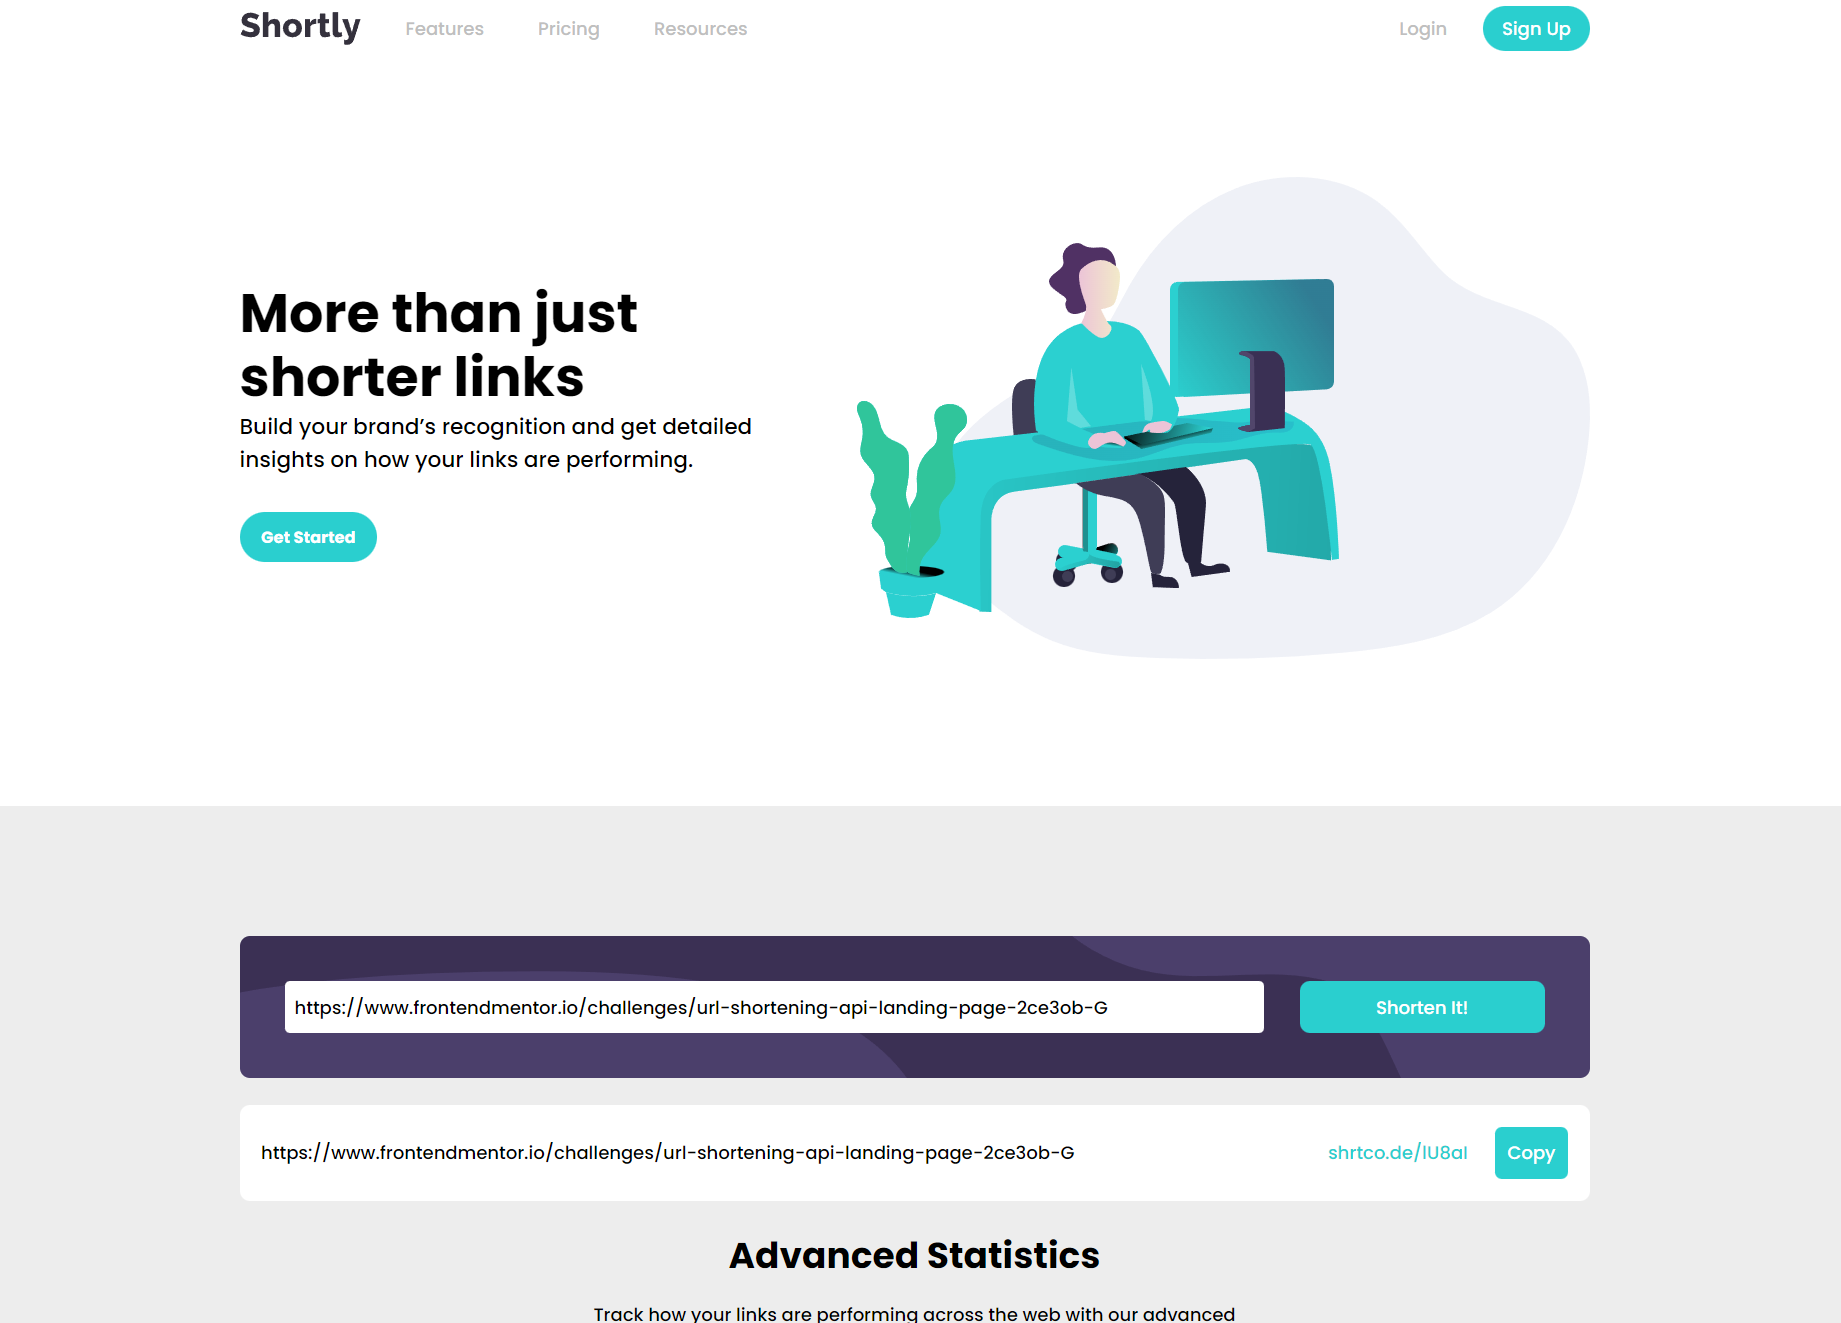 Shortly Features Pricing Resources Login Sign Up
More than just
shorter links
Build your brand’s recognition and get detailed
insights on how your links are performing.
Get Started
https://www.frontendmentor.io/challenges/url-shortening-api-landing-page-2ce3ob-G Shorten It!
https://www.frontendmentor.io/challenges/url-shortening-api-landing-page-2ce3ob-G shrtco.de/lU8al Copy
Advanced Statistics
Track how your links are performing across the web with our advanced